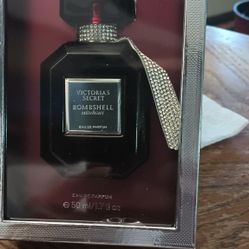 VICTORIA'S
SECRET
BOMBSHELL
MIDNIGHT
EAU DE PARFUM
EAU DE PARFUM
e 50 ml/1.7 fl oz